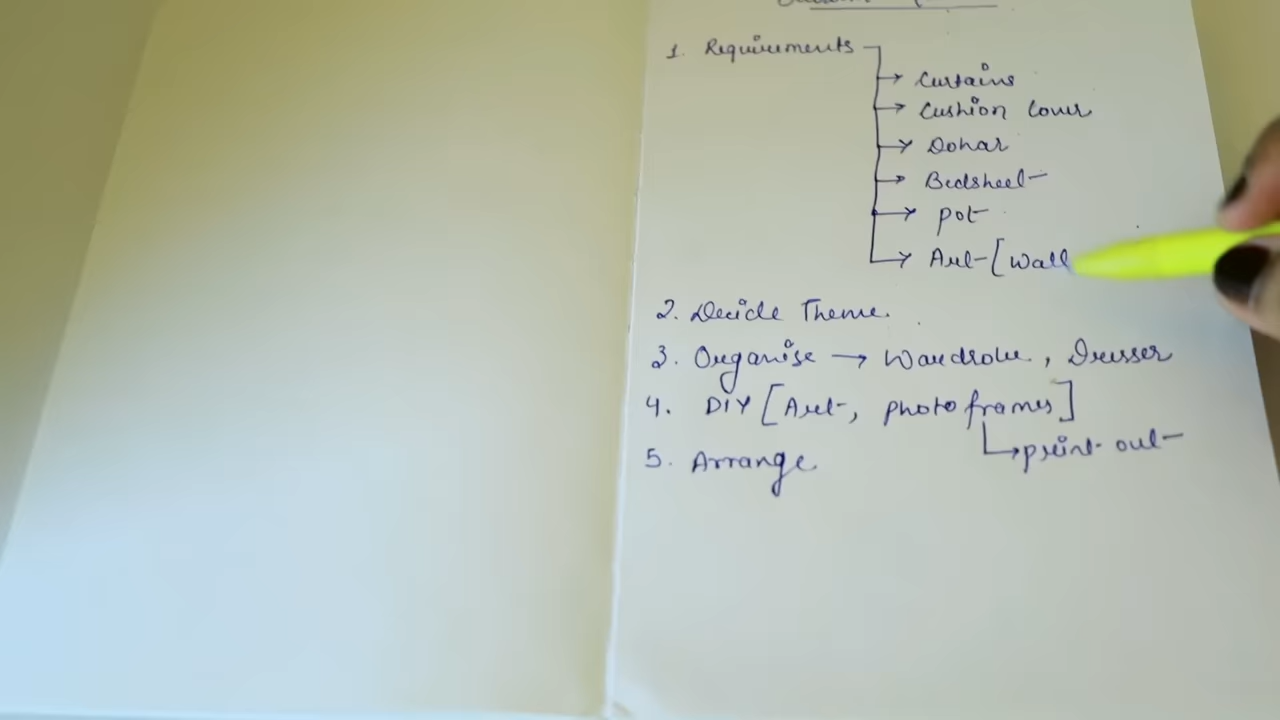 1. Requirements
→ Curtains
→ Cushion Cover
→ Dohar
→ Bedsheet
→ Pot
→ Art [Wall
2. Decide Theme.
3. Organise → Wardrobe, Dresser
4. DIY [Art, photo frames]
→ print out
5. Arrange